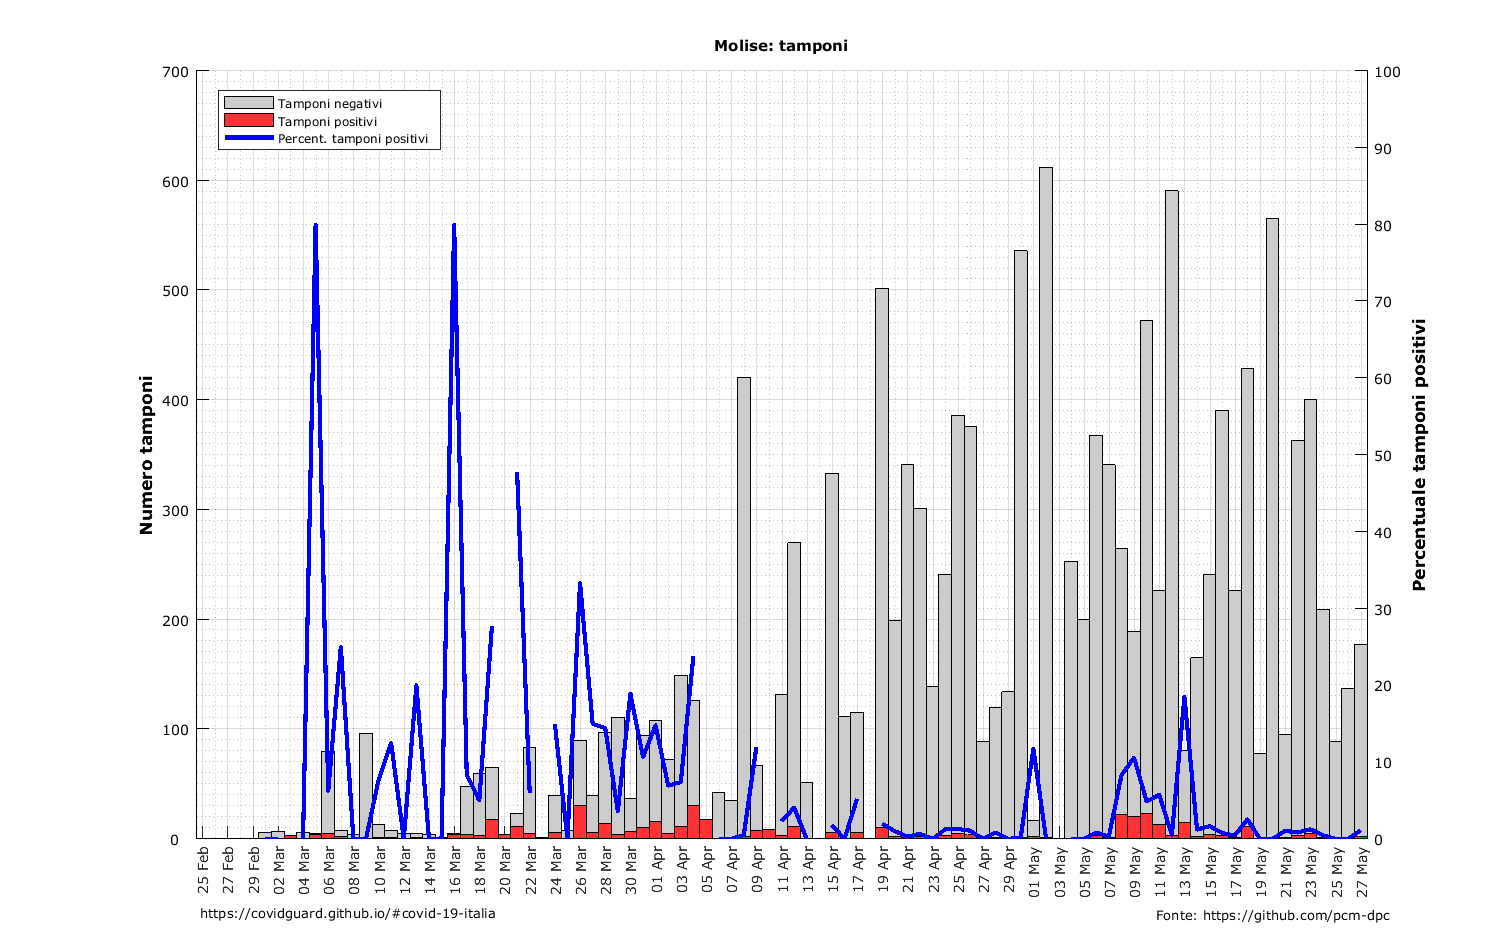 Molise: tamponi
Tamponi negativi
Tamponi positivi
Percent. tamponi positivi
Numero tamponi
700
600
500
400
300
200
100
0
Percentuale tamponi positivi
100
90
80
70
60
50
40
30
20
10
0
25 Feb
27 Feb
29 Feb
02 Mar
04 Mar
06 Mar
08 Mar
10 Mar
12 Mar
14 Mar
16 Mar
18 Mar
20 Mar
22 Mar
24 Mar
26 Mar
28 Mar
30 Mar
01 Apr
03 Apr
05 Apr
07 Apr
09 Apr
11 Apr
13 Apr
15 Apr
17 Apr
19 Apr
21 Apr
23 Apr
25 Apr
27 Apr
29 Apr
01 May
03 May
05 May
07 May
09 May
11 May
13 May
15 May
17 May
19 May
21 May
23 May
25 May
27 May
https://covidguard.github.io/#covid-19-italia
Fonte: https://github.com/pcm-dpc